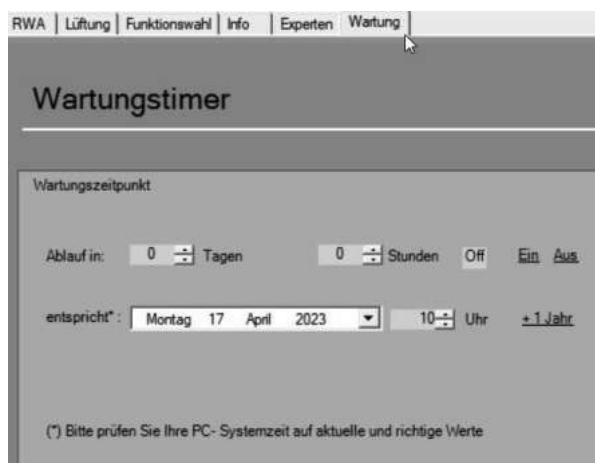 RWA Lüftung Funktionswahl Info Experten Wartung
Wartungstimer
Wartungszeitpunkt
Ablauf in: 0 Tagen 0 Stunden Off Ein Aus
entspricht* : Montag 17 April 2023 10 Uhr + 1 Jahr
(*) Bitte prüfen Sie Ihre PC- Systemzeit auf aktuelle und richtige Werte